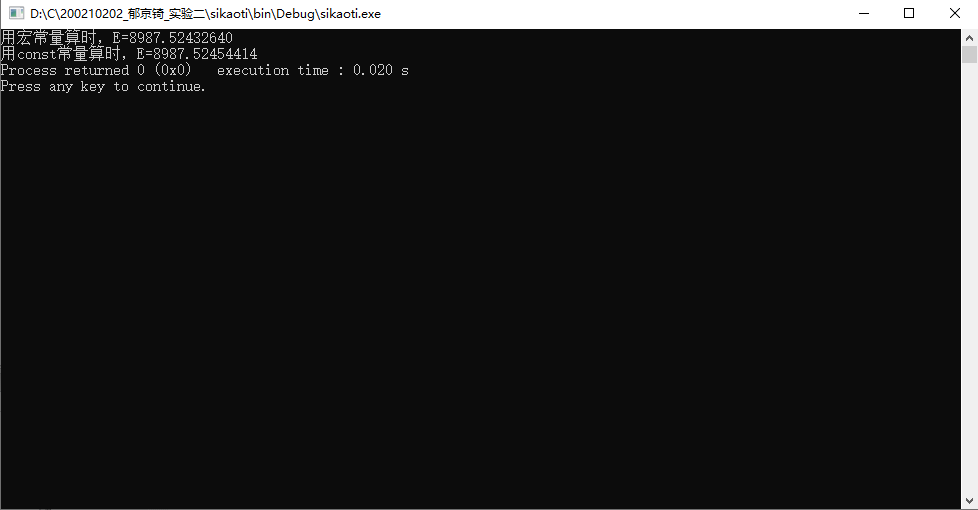 D:\C\200210202_郁京锜_实验二\sikaoti\bin\Debug\sikaoti.exe
用宏常量算时，E=8987.52432640
用const常量算时，E=8987.52454414
Process returned 0 (0x0)   execution time : 0.020 s
Press any key to continue.